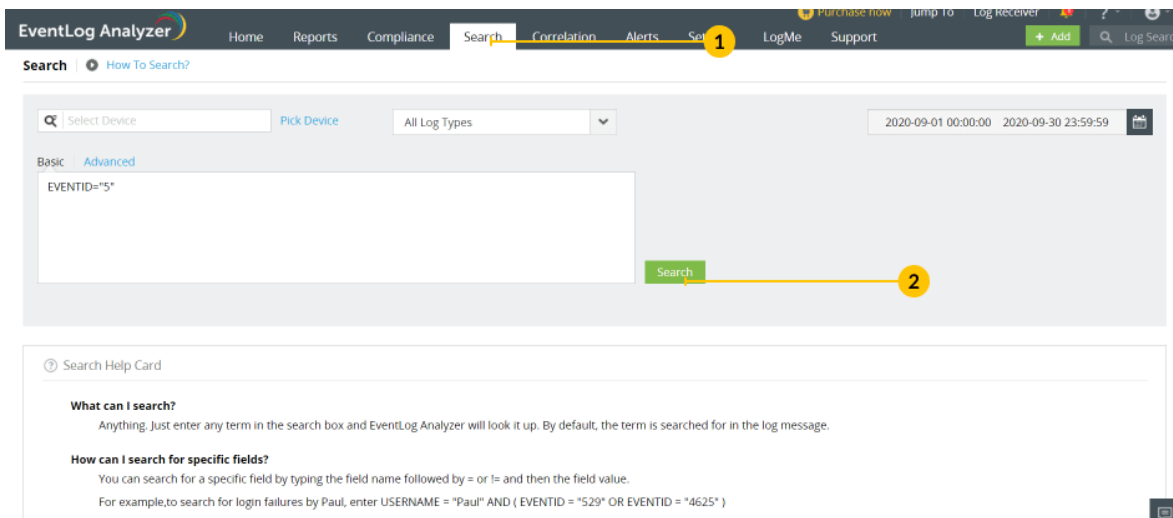 Purchase now Jump To Log Receiver ?
EventLog Analyzer Home Reports Compliance Search Correlation Alerts 1 LogMe Support + Add Log Searc
Search How To Search?
Select Device Pick Device All Log Types 2020-09-01 00:00:00 2020-09-30 23:59:59
Basic Advanced
EVENTID="5"
Search 2
? Search Help Card
What can I search?
Anything. Just enter any term in the search box and EventLog Analyzer will look it up. By default, the term is searched for in the log message.
How can I search for specific fields?
You can search for a specific field by typing the field name followed by = or != and then the field value.
For example,to search for login failures by Paul, enter USERNAME = "Paul" AND ( EVENTID = "529" OR EVENTID = "4625" )